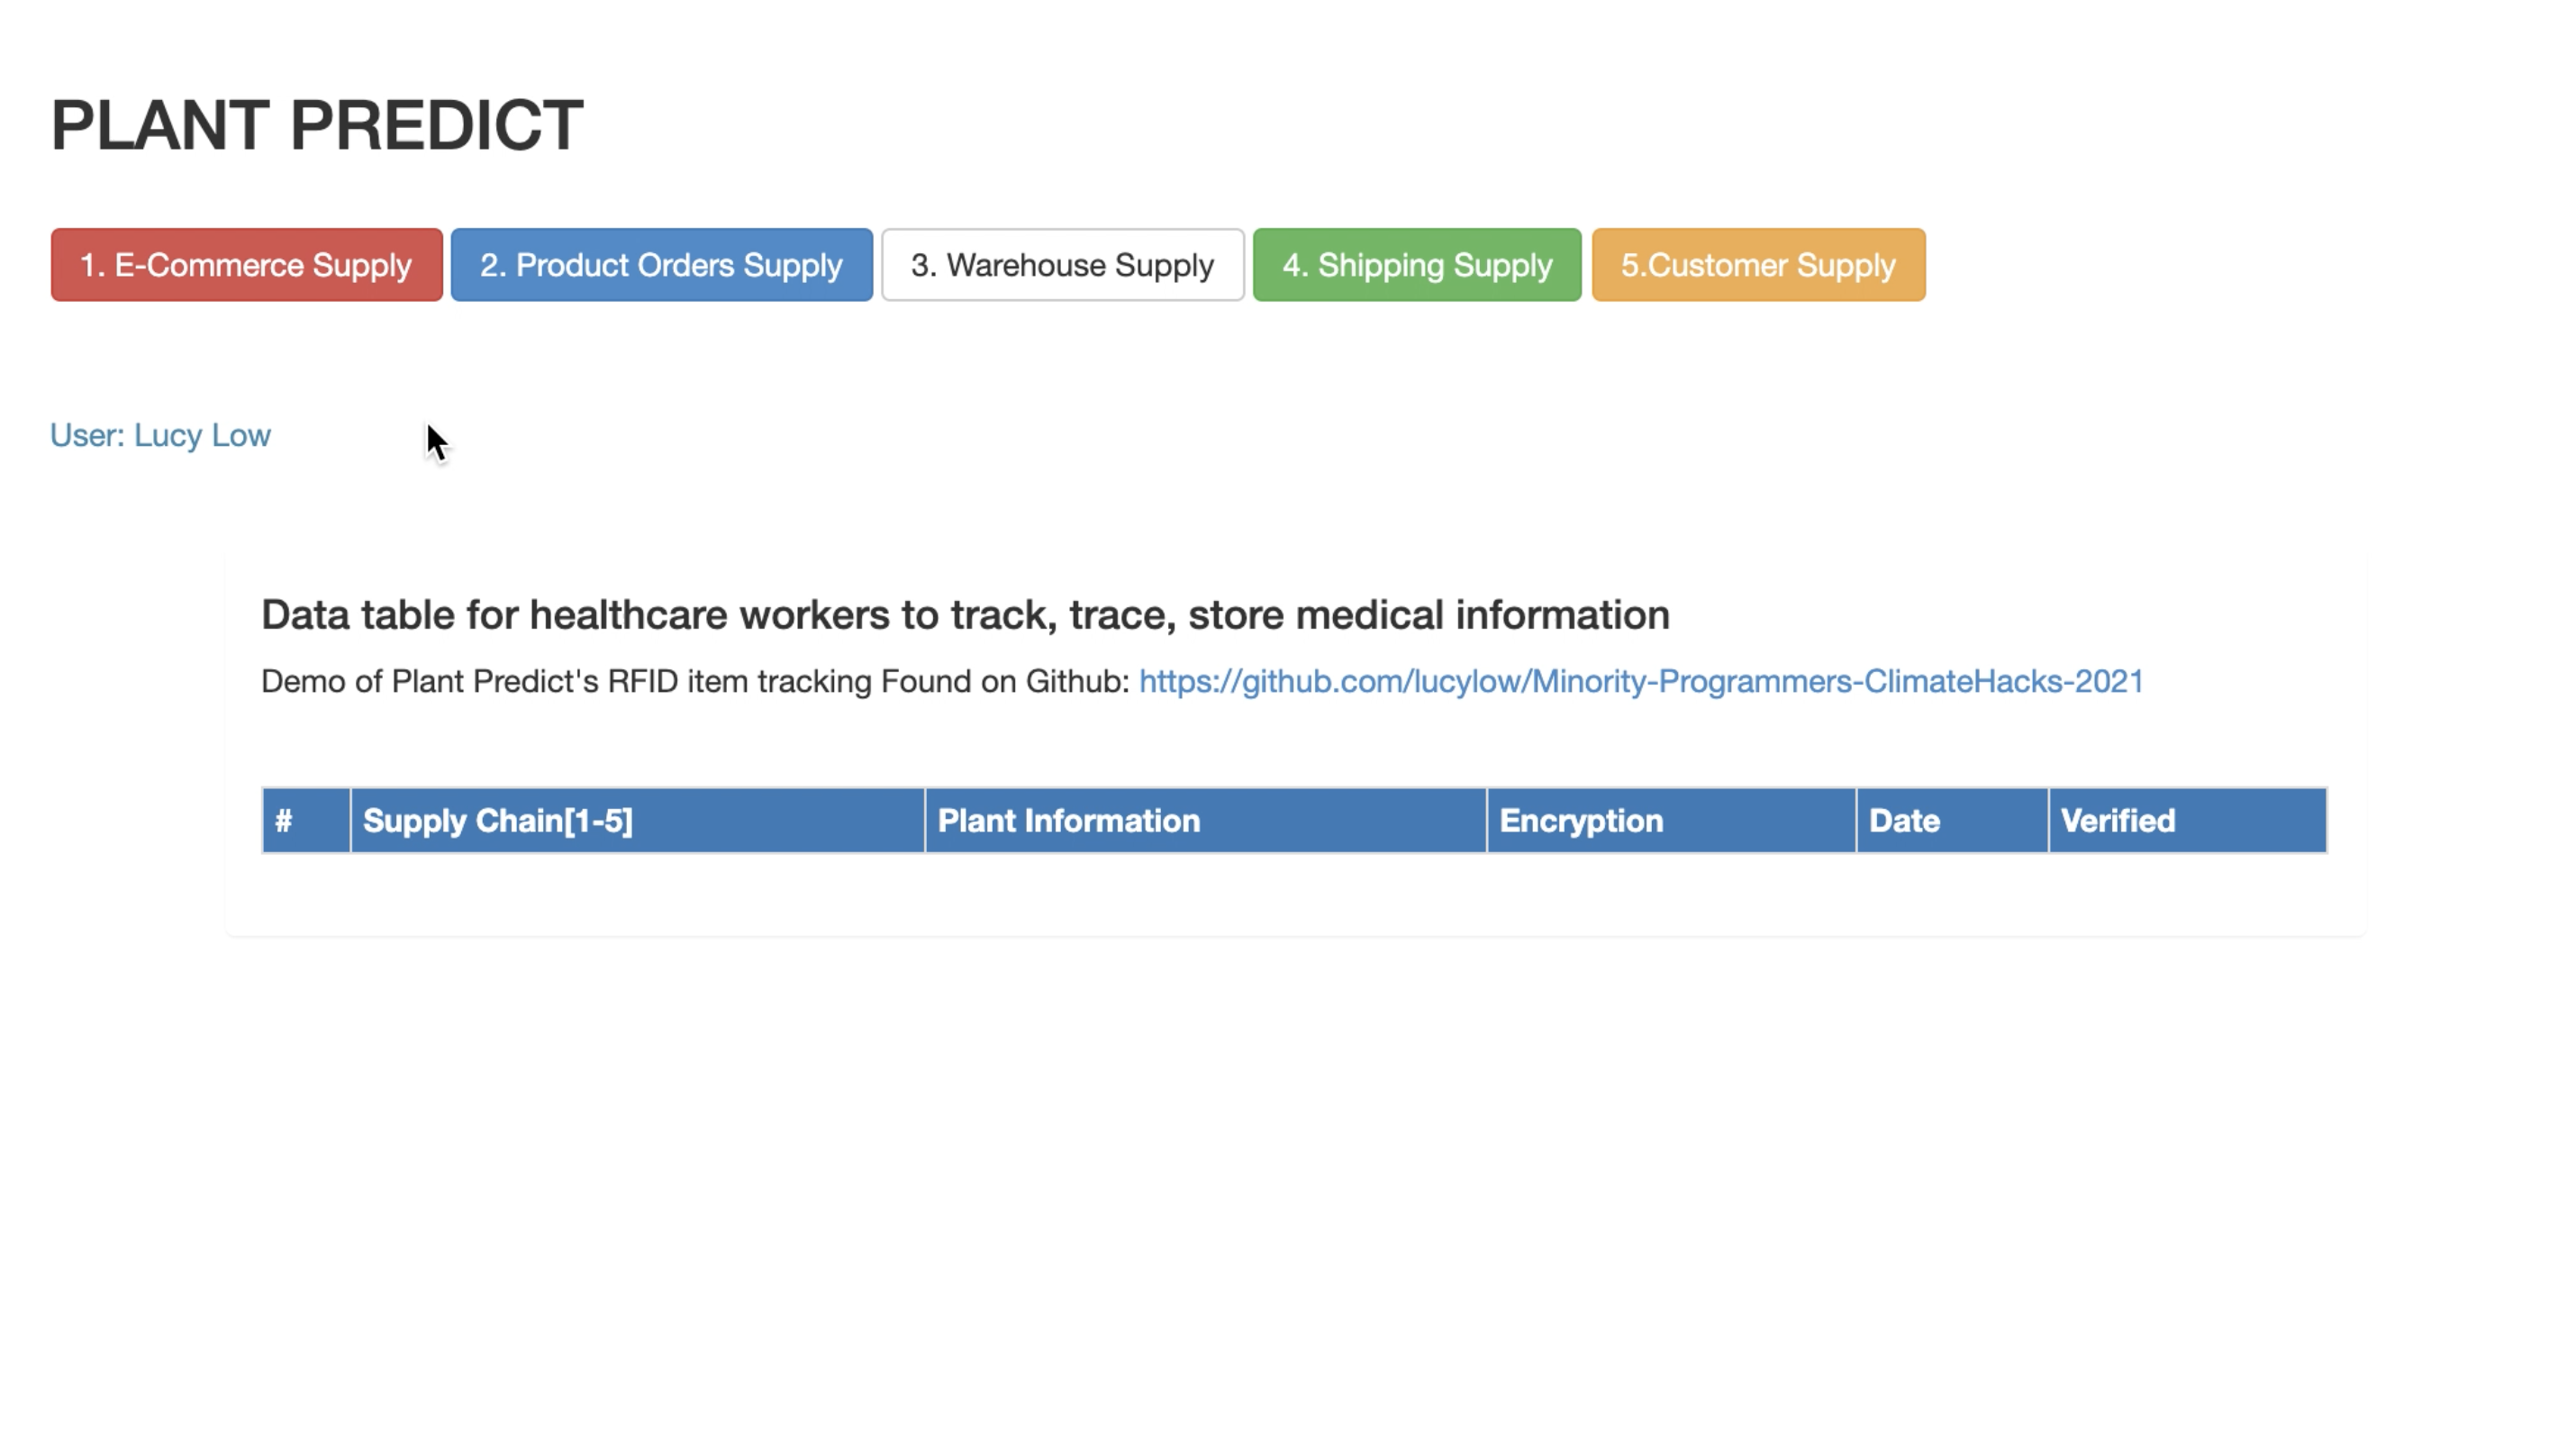 PLANT PREDICT
1. E-Commerce Supply 2. Product Orders Supply 3. Warehouse Supply 4. Shipping Supply 5.Customer Supply
User: Lucy Low
Data table for healthcare workers to track, trace, store medical information
Demo of Plant Predict's RFID item tracking Found on Github: https://github.com/lucylow/Minority-Programmers-ClimateHacks-2021
# Supply Chain[1-5] Plant Information Encryption Date Verified